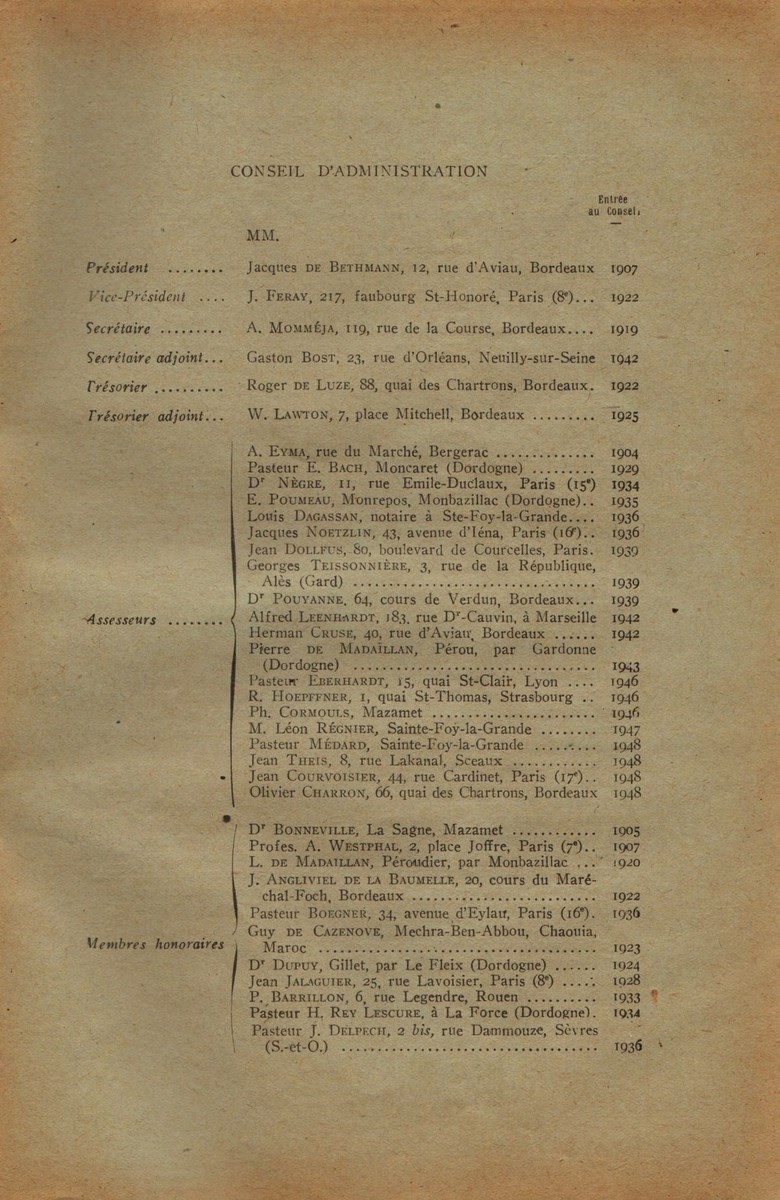 CONSEIL D'ADMINISTRATION
Entrée
au Conseil
MM.
Président ........ Jacques DE BETHMANN, 12, rue d'Aviau, Bordeaux 1907
Vice-Président .... J. FERAY, 217, faubourg St-Honoré, Paris (8e)... 1922
Secrétaire ......... A. MOMMÉJA, 119, rue de la Course, Bordeaux.... 1919
Secrétaire adjoint... Gaston BOST, 23, rue d'Orléans, Neuilly-sur-Seine 1942
Trésorier .......... Roger DE LUZE, 88, quai des Chartrons, Bordeaux. 1922
Trésorier adjoint... W. LAWTON, 7, place Mitchell, Bordeaux ......... 1925
A. EYMA, rue du Marché, Bergerac .............. 1904
Pasteur E. BACH, Moncaret (Dordogne) ......... 1929
Dr NÈGRE, 11, rue Emile-Duclaux, Paris (15e) 1934
E. POUMEAU, Monrepos, Monbazillac (Dordogne).. 1935
Louis DAGASSAN, notaire à Ste-Foy-la-Grande.... 1936
Jacques NOETZLIN, 43, avenue d'Iéna, Paris (16e).. 1936
Jean DOLLFUS, 80, boulevard de Courcelles, Paris. 1939
Georges TEISSONNIÈRE, 3, rue de la République,
Alès (Gard) .................................. 1939
Dr POUYANNE, 64, cours de Verdun, Bordeaux... 1939
Assesseurs ........ Alfred LEENHARDT, 183, rue Dr-Cauvin, à Marseille 1942
Herman CRUSE, 40, rue d'Aviau, Bordeaux ...... 1942
Pierre DE MADAILLAN, Pérou, par Gardonne
(Dordogne) .................................. 1943
Pasteur EBERHARDT, 15, quai St-Clair, Lyon .... 1946
R. HOEPFFNER, 1, quai St-Thomas, Strasbourg .. 1946
Ph. CORMOULS, Mazamet ....................... 1946
M. Léon RÉGNIER, Sainte-Foy-la-Grande ........ 1947
Pasteur MÉDARD, Sainte-Foy-la-Grande ......... 1948
Jean THEIS, 8, rue Lakanal, Sceaux ............ 1948
Jean COURVOISIER, 44, rue Cardinet, Paris (17e).. 1948
Olivier CHARRON, 66, quai des Chartrons, Bordeaux 1948
Dr BONNEVILLE, La Sagne, Mazamet ............ 1905
Profes. A. WESTPHAL, 2, place Joffre, Paris (7e).. 1907
L. DE MADAILLAN, Péroudier, par Monbazillac ... 1920
J. ANGLIVIEL DE LA BAUMELLE, 20, cours du Maré-
chal-Foch, Bordeaux .......................... 1922
Pasteur BOEGNER, 34, avenue d'Eylau, Paris (16e). 1936
Guy DE CAZENOVE, Mechra-Ben-Abbou, Chaouia,
Membres honoraires Maroc ....................................... 1923
Dr DUPUY, Gillet, par Le Fleix (Dordogne) ...... 1924
Jean JALAGUIER, 25, rue Lavoisier, Paris (8e) ..... 1928
P. BARRILLON, 6, rue Legendre, Rouen .......... 1933
Pasteur H. REY LESCURE, à La Force (Dordogne). 1934
Pasteur J. DELPECH, 2 bis, rue Dammouze, Sèvres
(S.-et-O.) .................................... 1936